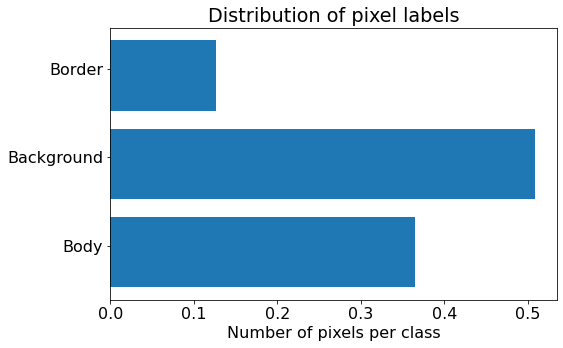 Distribution of pixel labels
Border
Background
Body
0.0 0.1 0.2 0.3 0.4 0.5
Number of pixels per class